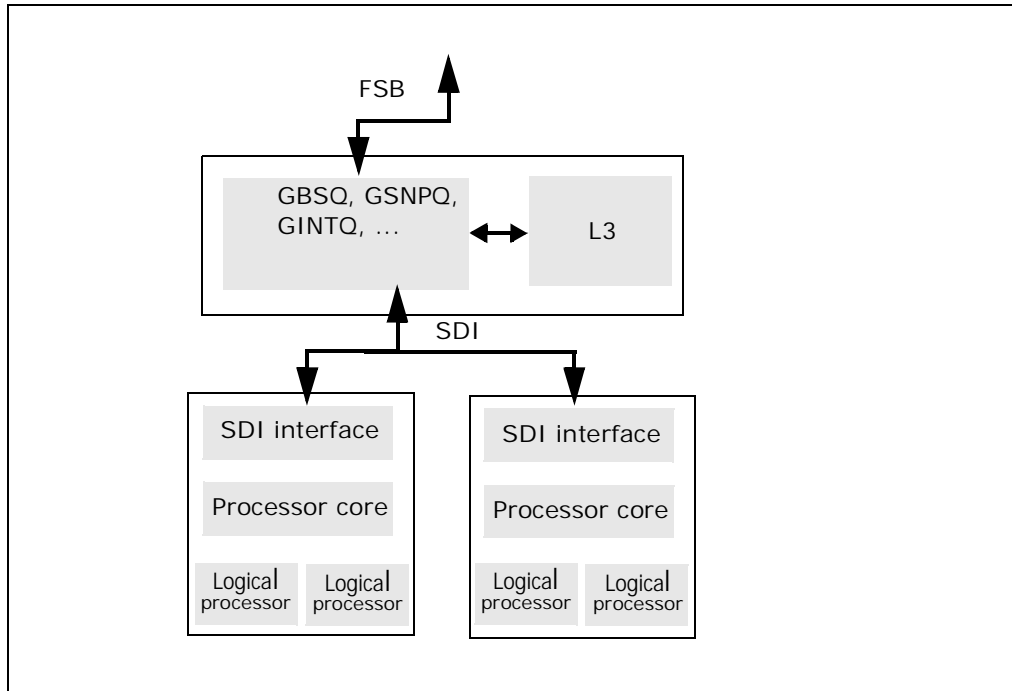 FSB
GBSQ, GSNPQ,
GINTQ, ...
L3
SDI
SDI interface
SDI interface
Processor core
Processor core
Logical
processor
Logical
processor
Logical
processor
Logical
processor